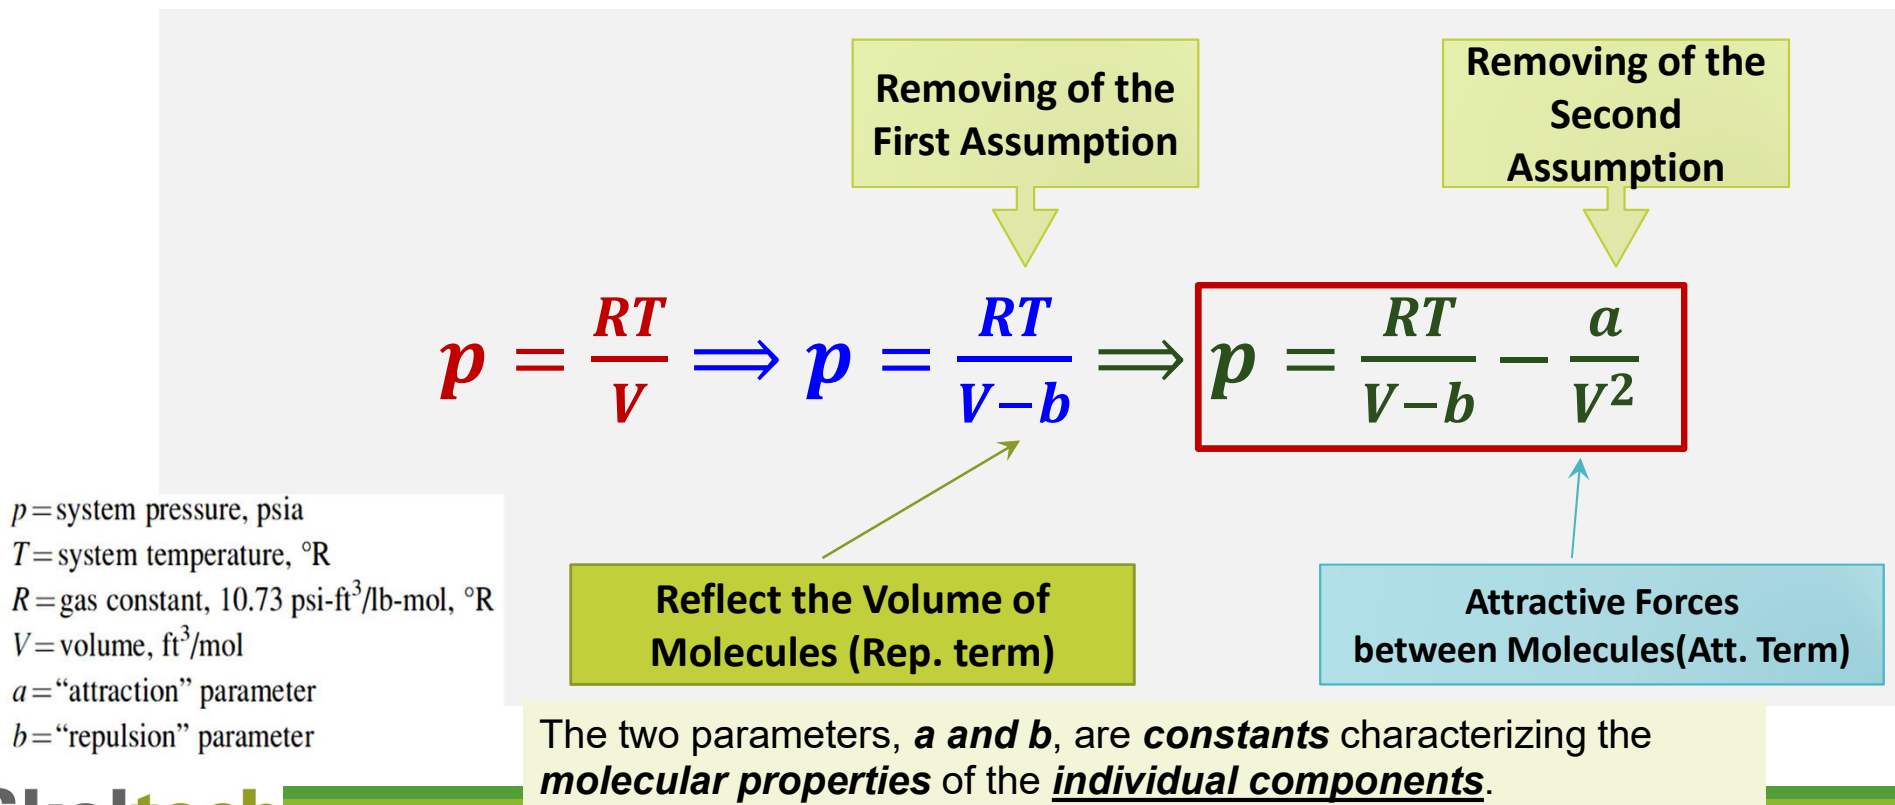 Removing of the
First Assumption
Removing of the
Second
Assumption
p = RT/V ⟹ p = RT/(V−b) ⟹ p = RT/(V−b) − a/V²
p=system pressure, psia
T=system temperature, °R
R=gas constant, 10.73 psi-ft³/lb-mol, °R
V=volume, ft³/mol
a="attraction" parameter
b="repulsion" parameter
Reflect the Volume of
Molecules (Rep. term)
Attractive Forces
between Molecules(Att. Term)
The two parameters, a and b, are constants characterizing the
molecular properties of the individual components.